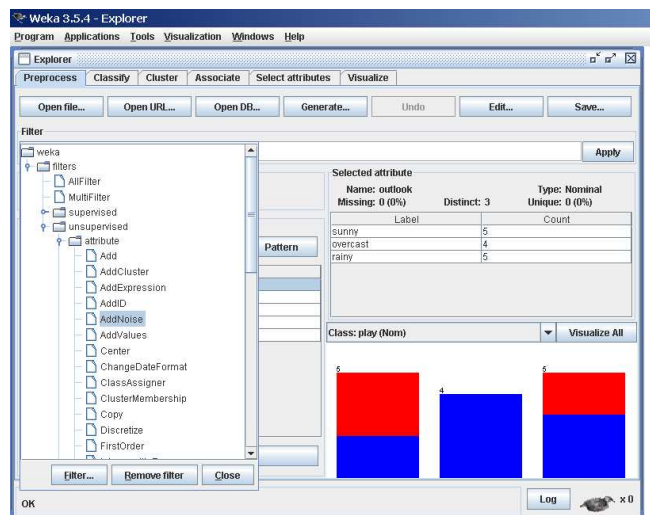 Weka 3.5.4 - Explorer
Program Applications Tools Visualization Windows Help
Explorer
Preprocess Classify Cluster Associate Select attributes Visualize
Open file... Open URL... Open DB... Generate... Undo Edit... Save...
Filter
weka
Apply
filters
AllFilter
MultiFilter
supervised
unsupervised
attribute
Add
AddCluster
AddExpression
AddID
AddNoise
AddValues
Center
ChangeDateFormat
ClassAssigner
ClusterMembership
Copy
Discretize
FirstOrder
Filter... Remove filter Close
Pattern
Selected attribute
Name: outlook Type: Nominal
Missing: 0 (0%) Distinct: 3 Unique: 0 (0%)
Label Count
sunny 5
overcast 4
rainy 5
Class: play (Nom) Visualize All
5 4 5
OK Log x 0